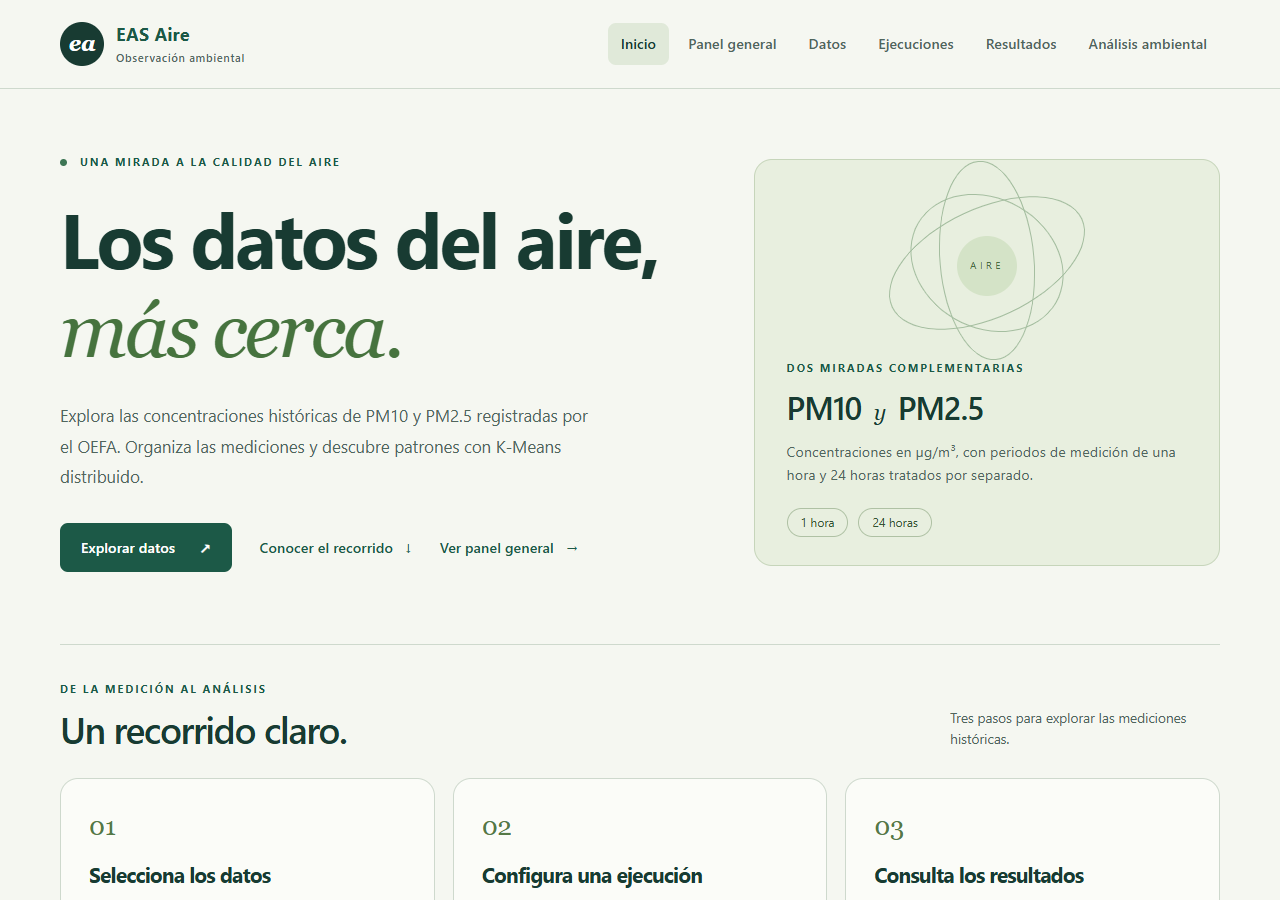 ea
EAS Aire
Observación ambiental
Inicio
Panel general
Datos
Ejecuciones
Resultados
Análisis ambiental
UNA MIRADA A LA CALIDAD DEL AIRE
Los datos del aire,
más cerca.
Explora las concentraciones históricas de PM10 y PM2.5 registradas por
el OEFA. Organiza las mediciones y descubre patrones con K-Means
distribuido.
Explorar datos ↗
Conocer el recorrido ↓
Ver panel general →
AIRE
DOS MIRADAS COMPLEMENTARIAS
PM10 y PM2.5
Concentraciones en µg/m³, con periodos de medición de una
hora y 24 horas tratados por separado.
1 hora
24 horas
DE LA MEDICIÓN AL ANÁLISIS
Un recorrido claro.
Tres pasos para explorar las mediciones
históricas.
01
Selecciona los datos
02
Configura una ejecución
03
Consulta los resultados